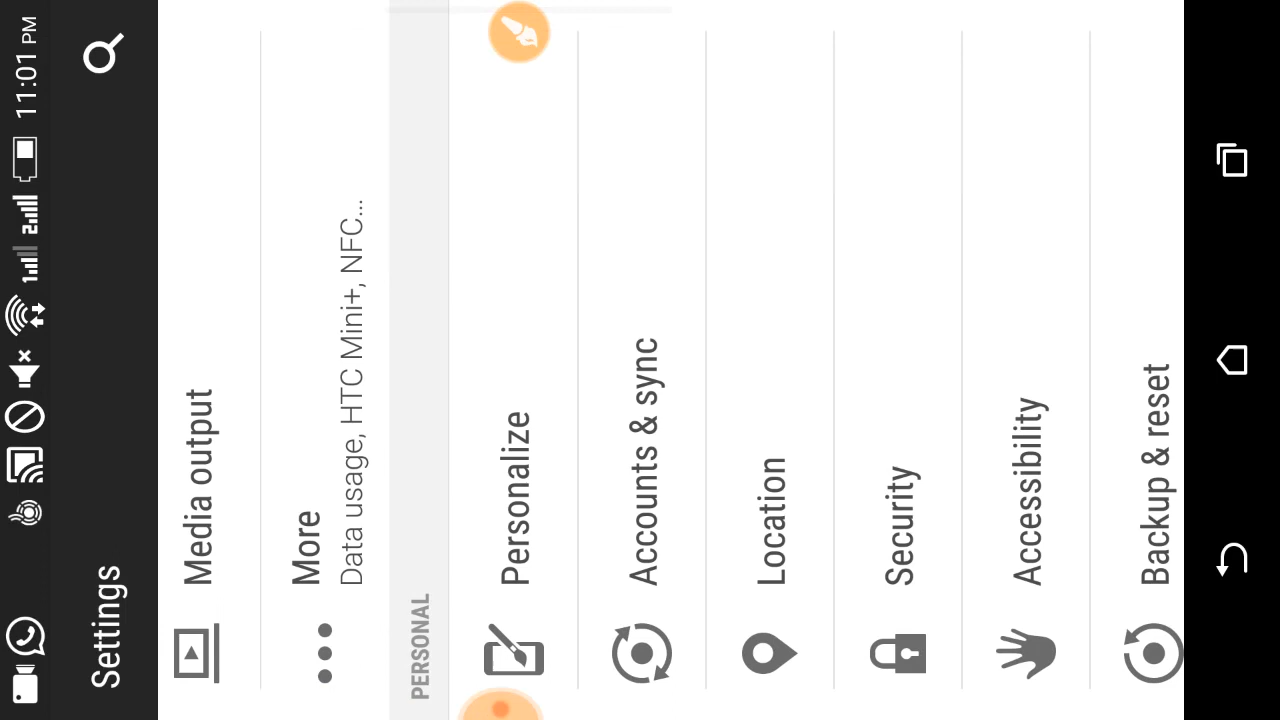 11:01 PM
Settings
Media output
More
Data usage, HTC Mini+, NFC...
PERSONAL
Personalize
Accounts & sync
Location
Security
Accessibility
Backup & reset